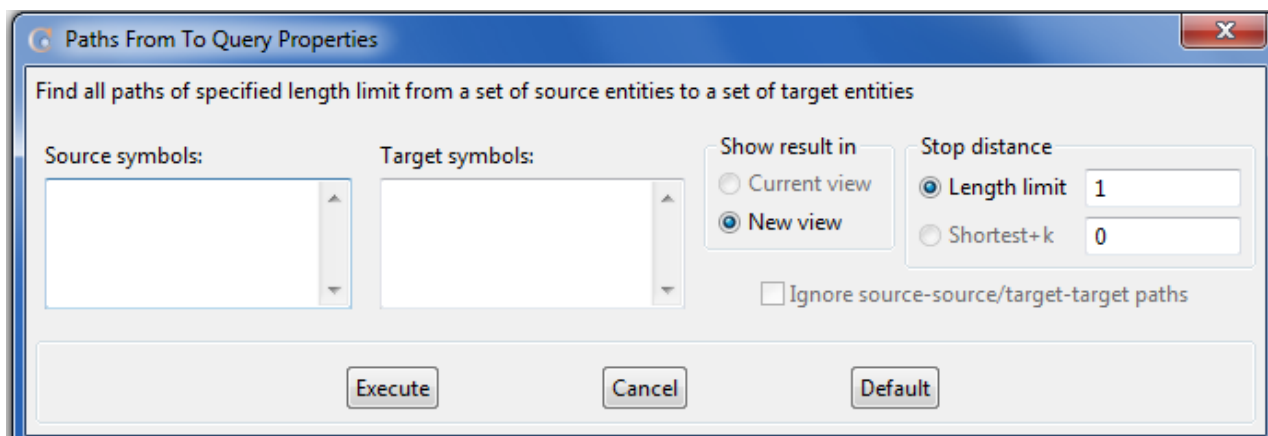 Paths From To Query Properties
Find all paths of specified length limit from a set of source entities to a set of target entities
Source symbols:
Target symbols:
Show result in
Current view
New view
Stop distance
Length limit 1
Shortest+k 0
Ignore source-source/target-target paths
Execute Cancel Default